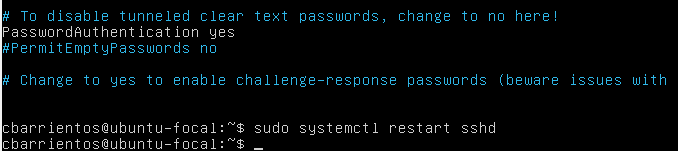 # To disable tunneled clear text passwords, change to no here!
PasswordAuthentication yes
#PermitEmptyPasswords no
# Change to yes to enable challenge-response passwords (beware issues with
cbarrientos@ubuntu-focal:~$ sudo systemctl restart sshd
cbarrientos@ubuntu-focal:~$ _